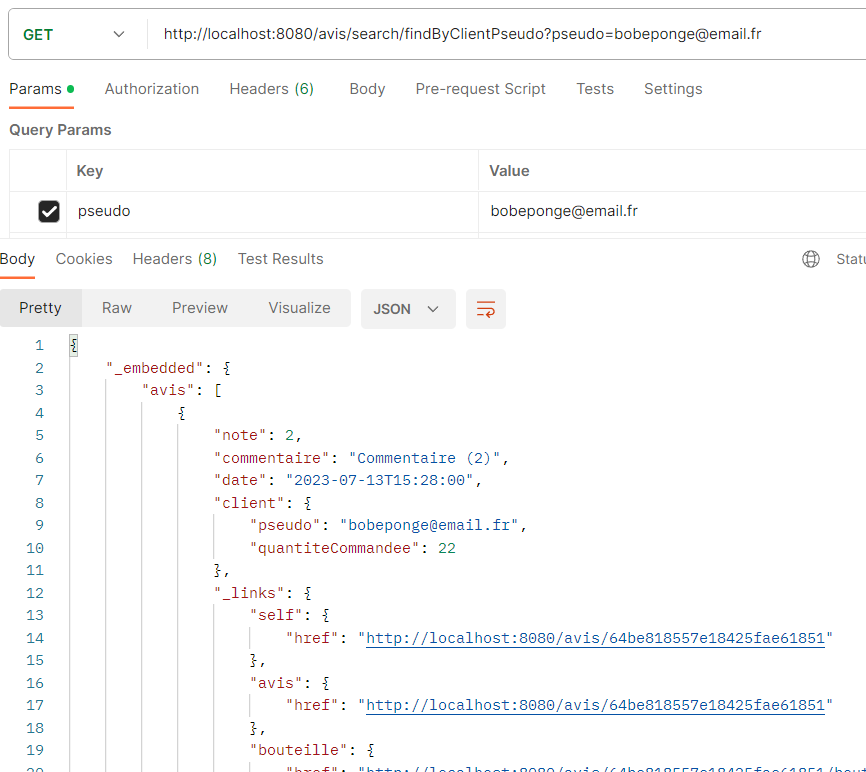 GET http://localhost:8080/avis/search/findByClientPseudo?pseudo=bobeponge@email.fr
Params Authorization Headers (6) Body Pre-request Script Tests Settings
Query Params
Key Value
pseudo bobeponge@email.fr
Body Cookies Headers (8) Test Results Statu
Pretty Raw Preview Visualize JSON
1 {
2 "_embedded": {
3 "avis": [
4 {
5 "note": 2,
6 "commentaire": "Commentaire (2)",
7 "date": "2023-07-13T15:28:00",
8 "client": {
9 "pseudo": "bobeponge@email.fr",
10 "quantiteCommandee": 22
11 },
12 "_links": {
13 "self": {
14 "href": "http://localhost:8080/avis/64be818557e18425fae61851"
15 },
16 "avis": {
17 "href": "http://localhost:8080/avis/64be818557e18425fae61851"
18 },
19 "bouteille": {
20 "href": "http://localhost:8080/avis/64be818557e18425fae61851/bout